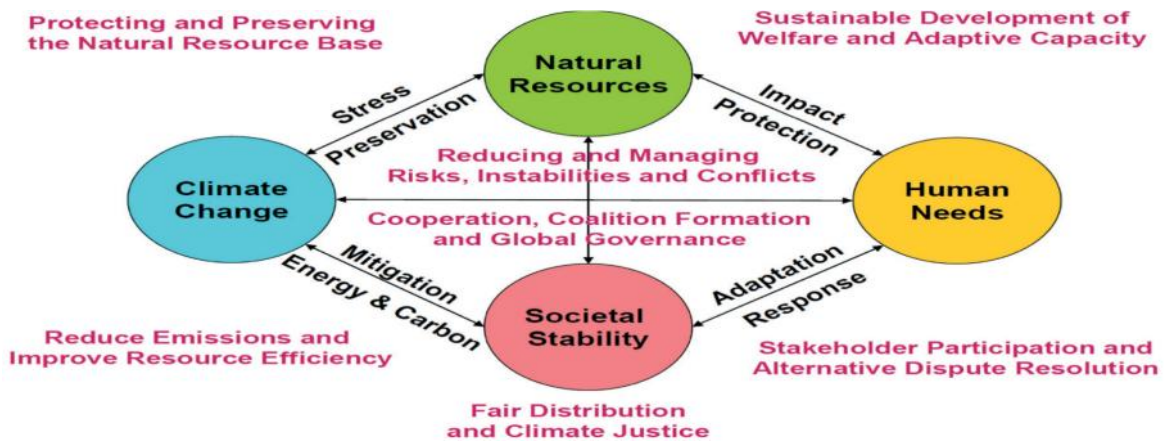 Protecting and Preserving
the Natural Resource Base
Sustainable Development of
Welfare and Adaptive Capacity
Natural
Resources
Stress
Preservation
Impact
Protection
Reducing and Managing
Risks, Instabilities and Conflicts
Climate
Change
Human
Needs
Cooperation, Coalition Formation
and Global Governance
Mitigation
Energy & Carbon
Adaptation
Response
Societal
Stability
Reduce Emissions and
Improve Resource Efficiency
Stakeholder Participation and
Alternative Dispute Resolution
Fair Distribution
and Climate Justice